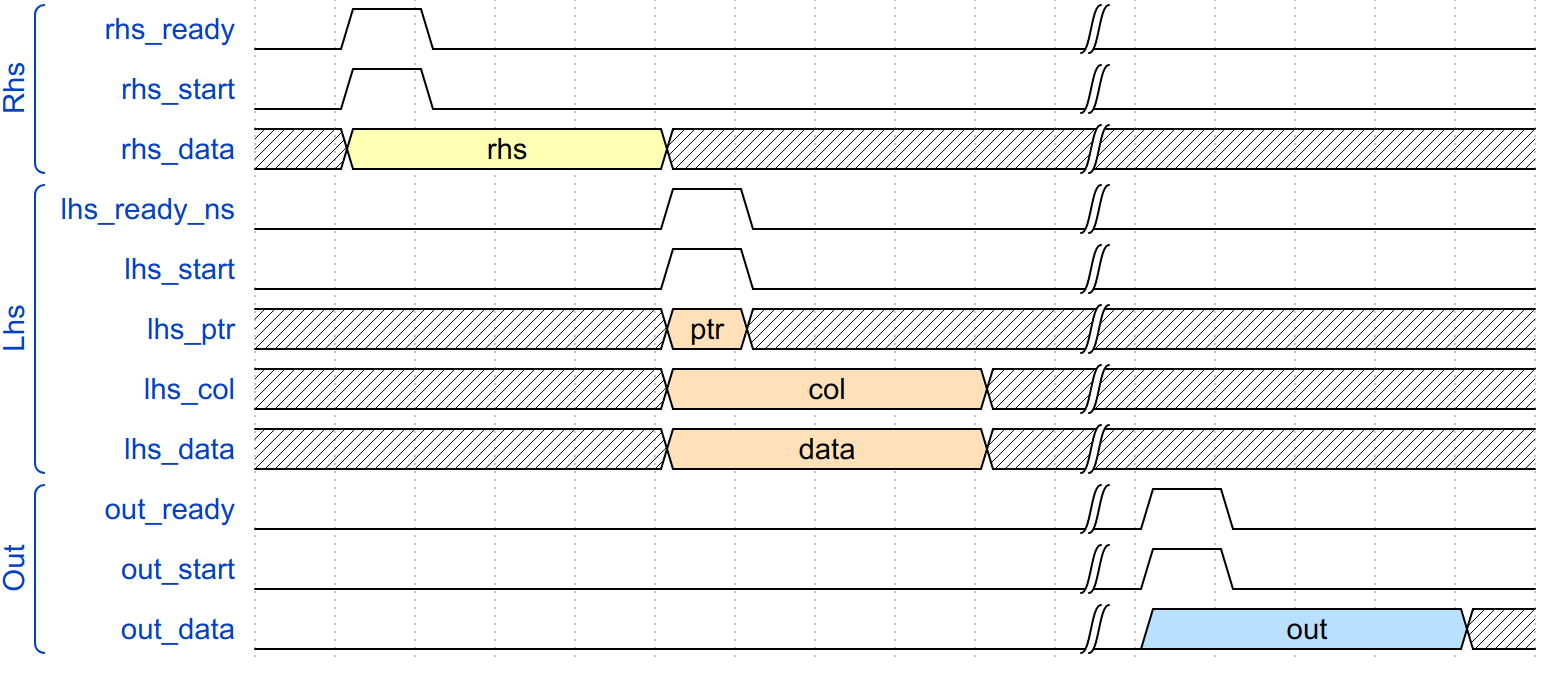 Rhs
rhs_ready
rhs_start
rhs_data rhs
Lhs
lhs_ready_ns
lhs_start
lhs_ptr ptr
lhs_col col
lhs_data data
Out
out_ready
out_start
out_data out